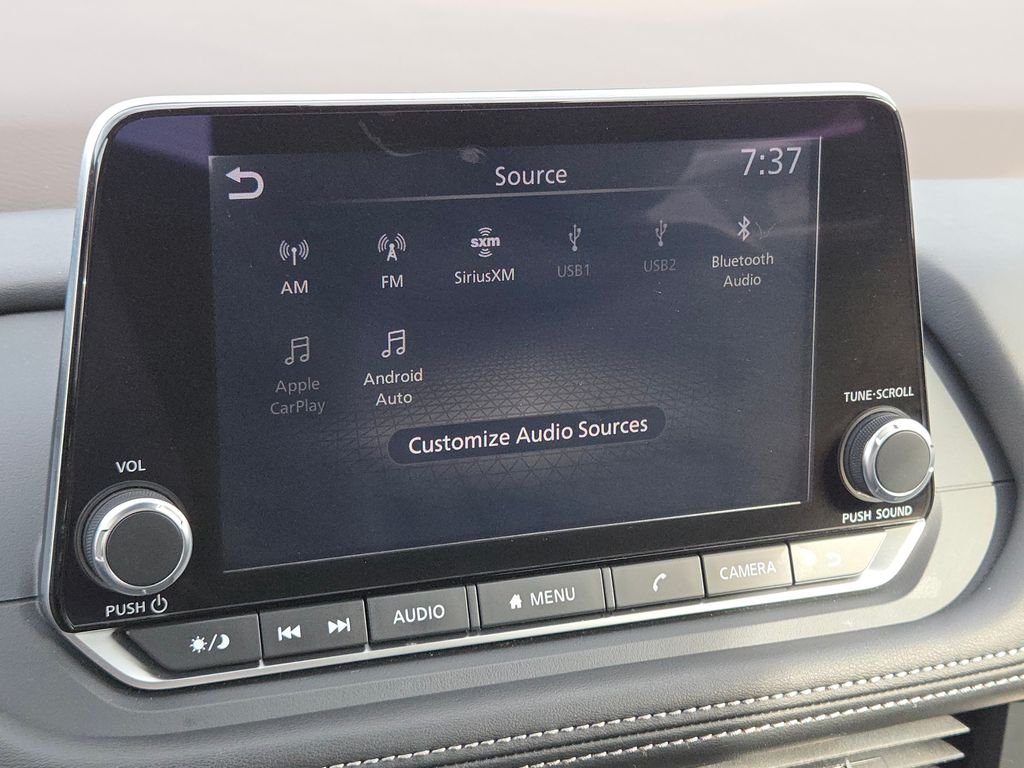 Source
7:37
AM
FM
sxm
SiriusXM
USB1
USB2
Bluetooth
Audio
Apple
CarPlay
Android
Auto
Customize Audio Sources
VOL
PUSH
TUNE·SCROLL
PUSH SOUND
AUDIO
MENU
CAMERA